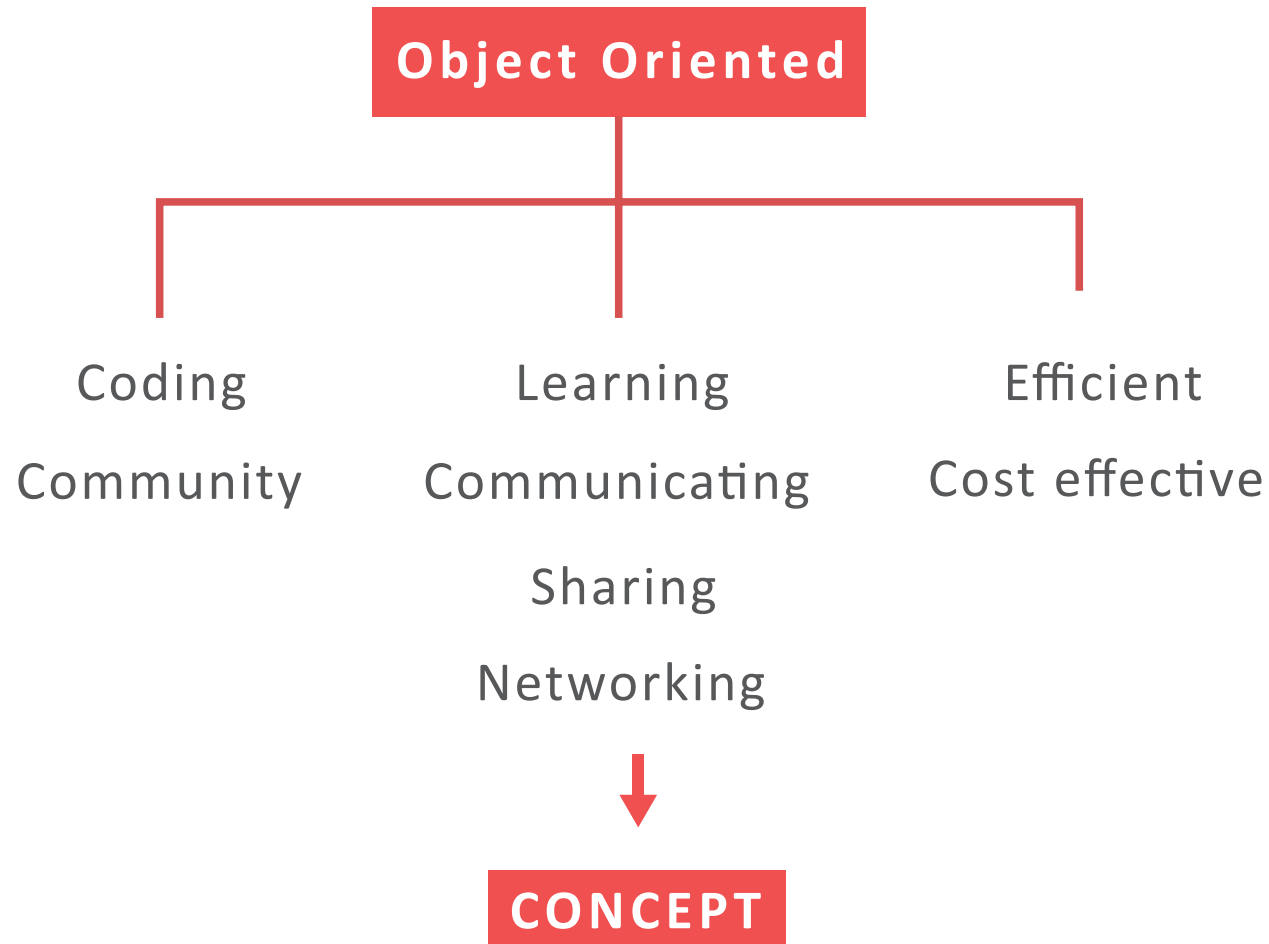 Object Oriented
Coding
Community
Learning
Communicating
Sharing
Networking
Efficient
Cost effective
CONCEPT